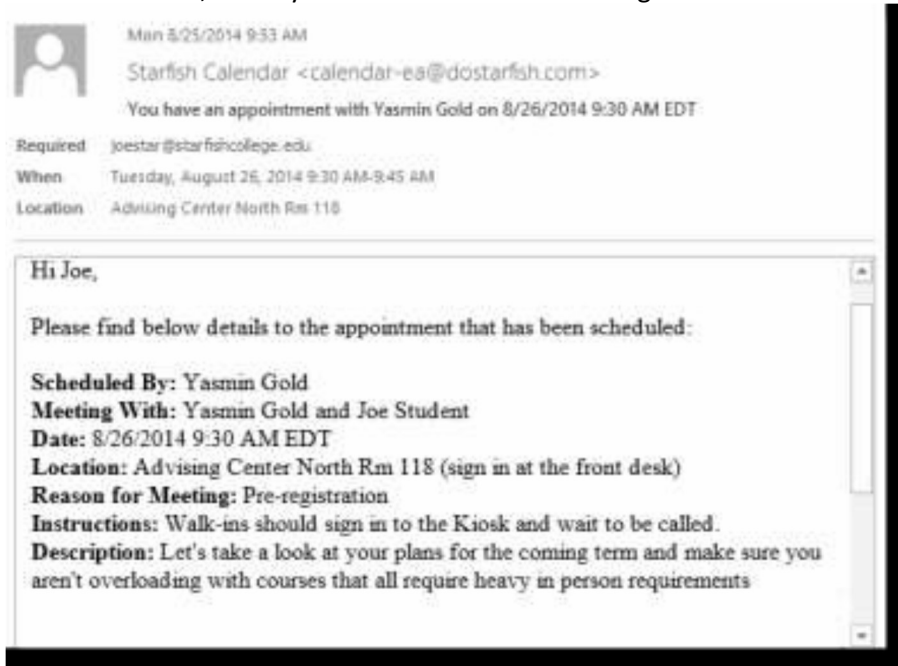 Mon 8/25/2014 9:53 AM
Starfish Calendar <calendar-ea@dostarfish.com>
You have an appointment with Yasmin Gold on 8/26/2014 9:30 AM EDT
Required joestar@starfishcollege.edu
When Tuesday, August 26, 2014 9:30 AM-9:45 AM
Location Advising Center North Rm 118
Hi Joe,
Please find below details to the appointment that has been scheduled:
Scheduled By: Yasmin Gold
Meeting With: Yasmin Gold and Joe Student
Date: 8/26/2014 9:30 AM EDT
Location: Advising Center North Rm 118 (sign in at the front desk)
Reason for Meeting: Pre-registration
Instructions: Walk-ins should sign in to the Kiosk and wait to be called.
Description: Let's take a look at your plans for the coming term and make sure you
aren't overloading with courses that all require heavy in person requirements